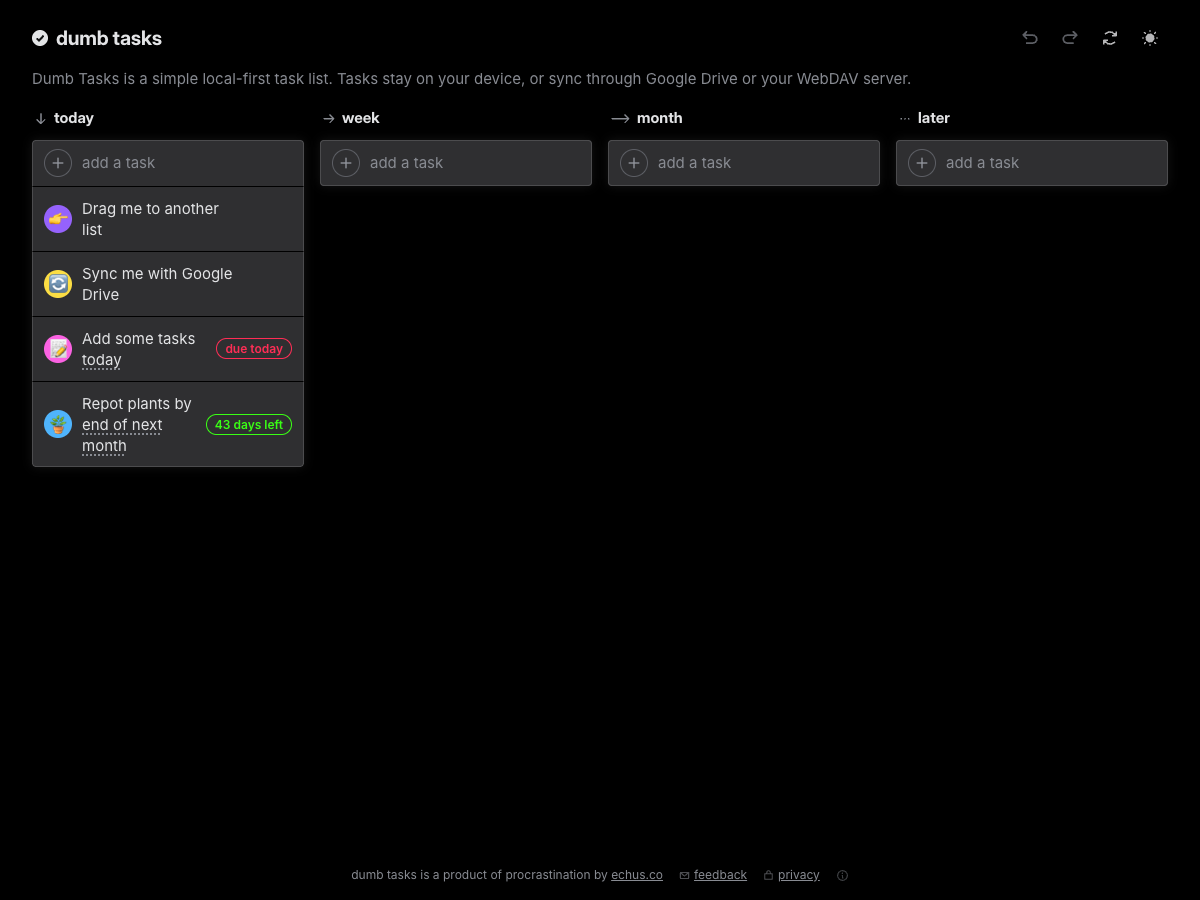 dumb tasks
Dumb Tasks is a simple local-first task list. Tasks stay on your device, or sync through Google Drive or your WebDAV server.
↓ today
add a task
Drag me to another
list
Sync me with Google
Drive
Add some tasks
today
due today
Repot plants by
end of next
month
43 days left
→ week
add a task
⟶ month
add a task
··· later
add a task
dumb tasks is a product of procrastination by echus.co feedback privacy